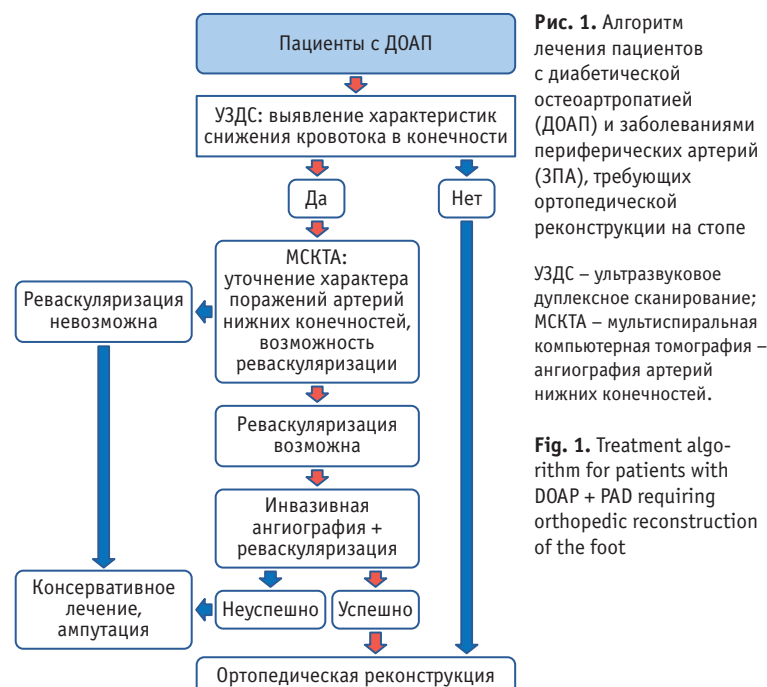 Пациенты с ДОАП
УЗДС: выявление характеристик
снижения кровотока в конечности
Да
Нет
МСКТА:
уточнение характера
поражений артерий
нижних конечностей,
возможность
реваскуляризации
Реваскуляризация
невозможна
Реваскуляризация
возможна
Инвазивная
ангиография +
реваскуляризация
Консервативное
лечение,
ампутация
Неуспешно
Успешно
Ортопедическая реконструкция
Рис. 1. Алгоритм
лечения пациентов
с диабетической
остеоартропатией
(ДОАП) и заболеваниями
периферических артерий
(ЗПА), требующих
ортопедической
реконструкции на стопе
УЗДС – ультразвуковое
дуплексное сканирование;
МСКТА – мультиспиральная
компьютерная томография –
ангиография артерий
нижних конечностей.
Fig. 1. Treatment algo-
rithm for patients with
DOAP + PAD requiring
orthopedic reconstruction
of the foot